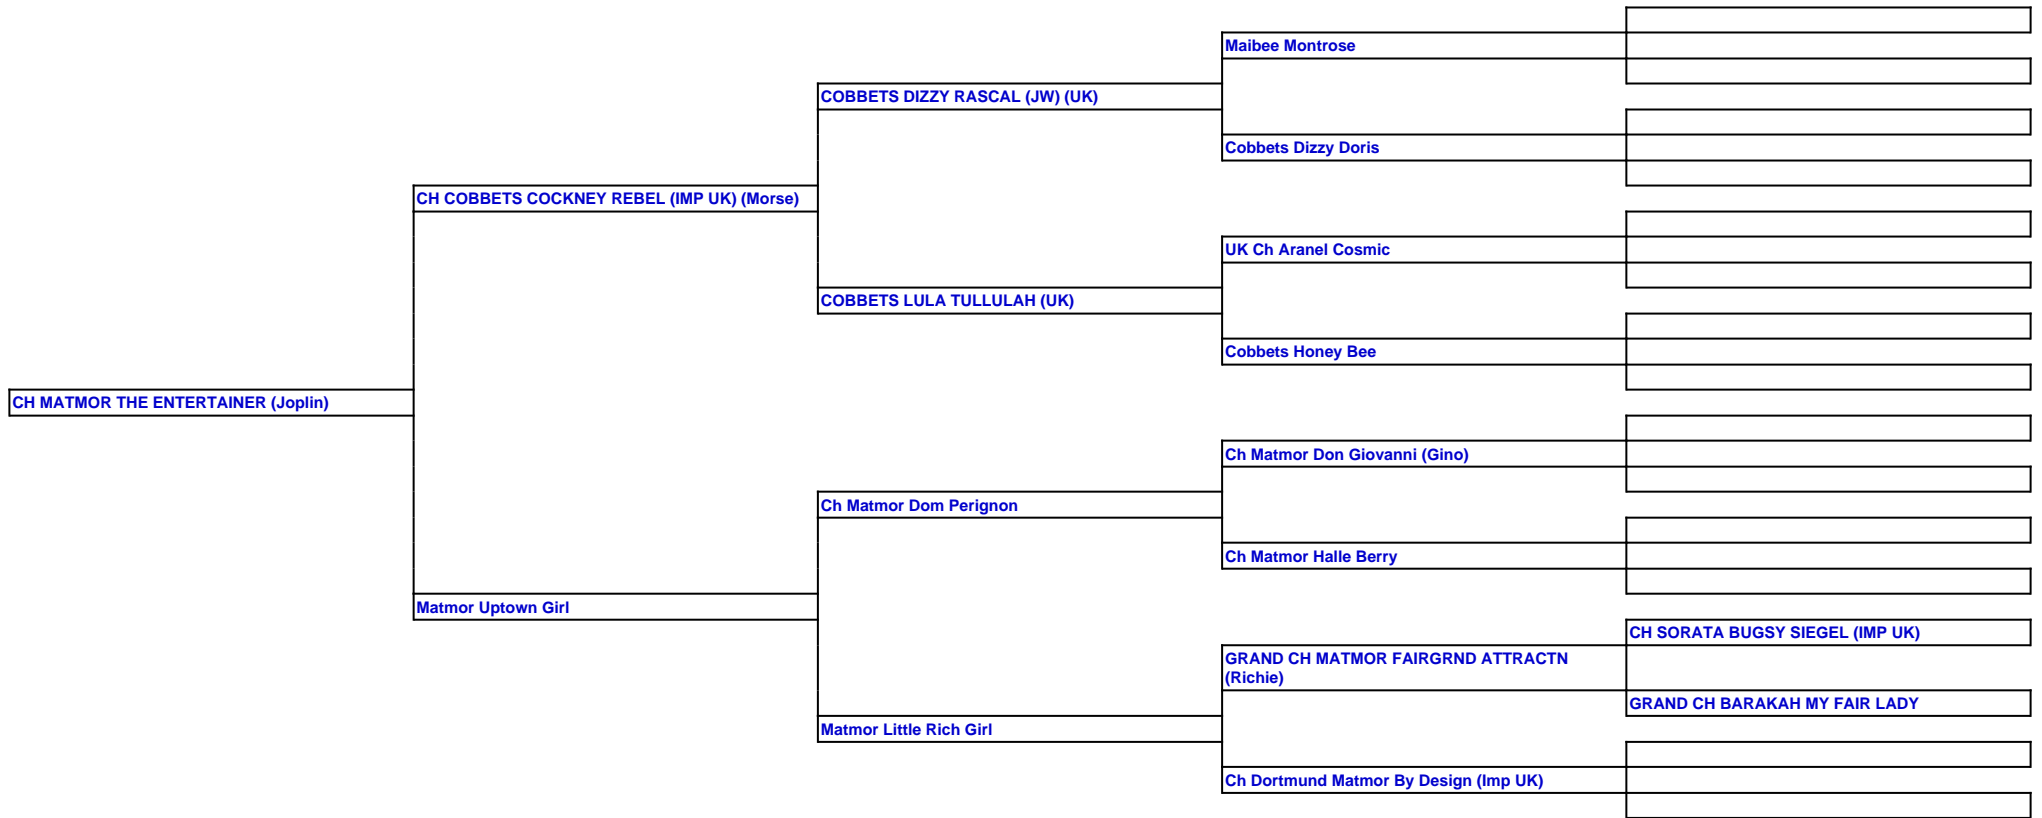 Maibee Montrose
COBBETS DIZZY RASCAL (JW) (UK)
Cobbets Dizzy Doris
CH COBBETS COCKNEY REBEL (IMP UK) (Morse)
UK Ch Aranel Cosmic
COBBETS LULA TULLULAH (UK)
Cobbets Honey Bee
CH MATMOR THE ENTERTAINER (Joplin)
Ch Matmor Don Giovanni (Gino)
Ch Matmor Dom Perignon
Ch Matmor Halle Berry
Matmor Uptown Girl
CH SORATA BUGSY SIEGEL (IMP UK)
GRAND CH MATMOR FAIRGRND ATTRACTN
(Richie)
GRAND CH BARAKAH MY FAIR LADY
Matmor Little Rich Girl
Ch Dortmund Matmor By Design (Imp UK)